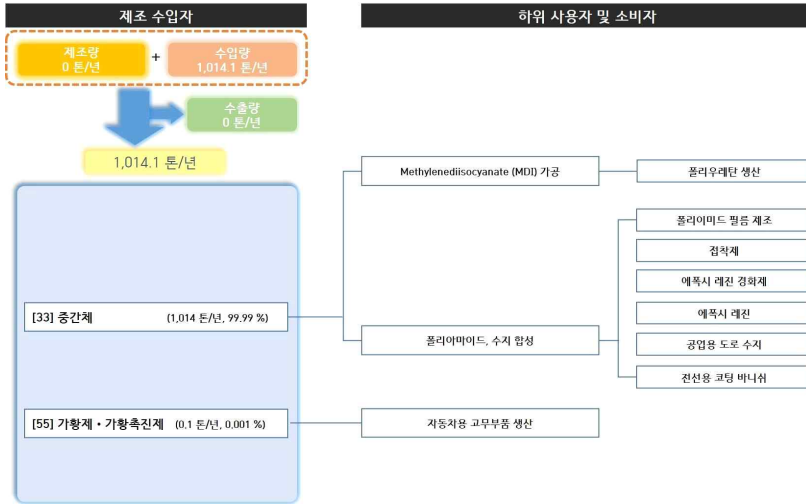 제조 수입자
하위 사용자 및 소비자
제조량
0 톤/년
+
수입량
1,014.1 톤/년
수출량
0 톤/년
1,014.1 톤/년
Methylenediisocyanate (MDI) 가공
폴리우레탄 생산
폴리이미드 필름 제조
접착제
에폭시 레진 경화제
[33] 중간체 (1,014 톤/년, 99.99 %)
에폭시 레진
폴리아마이드, 수지 합성
공업용 도로 수지
전선용 코팅 바니쉬
[55] 가황제 • 가황촉진제 (0.1 톤/년, 0.001 %)
자동차용 고무부품 생산